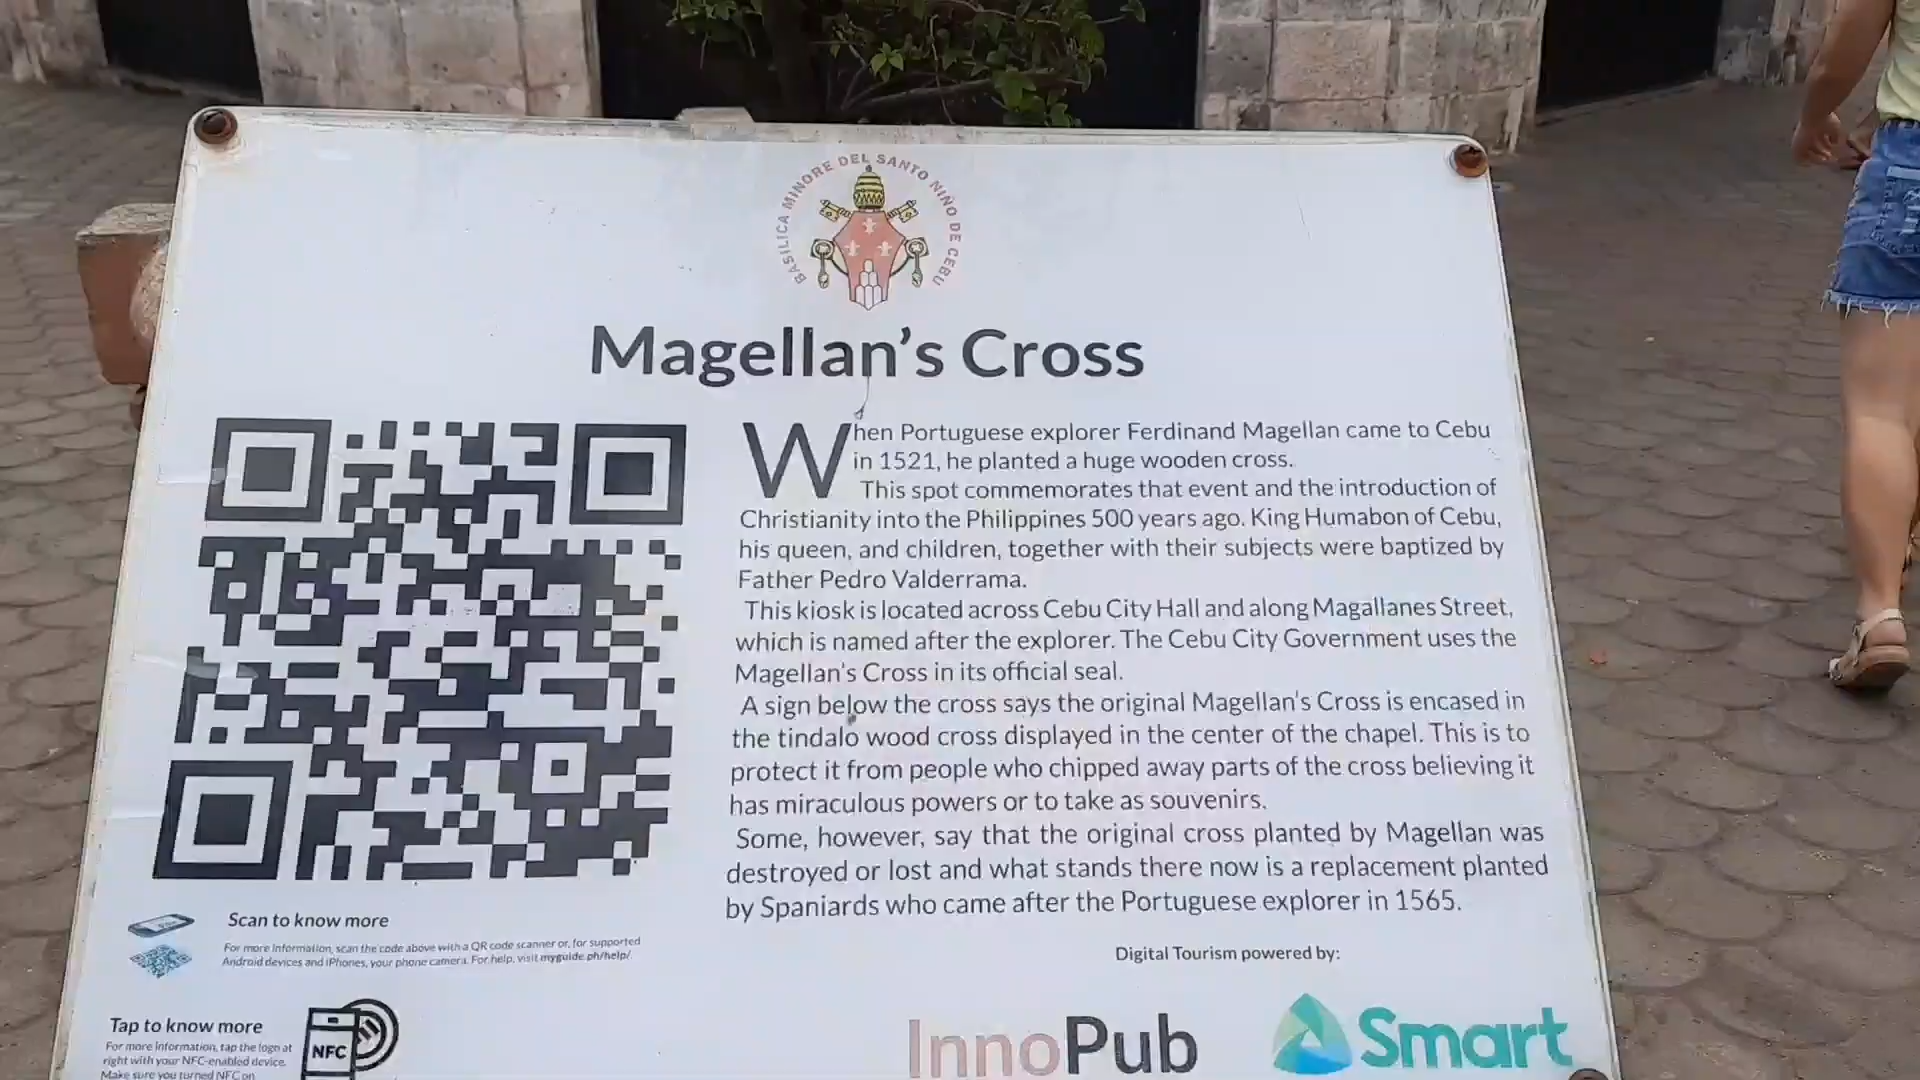 BASILICA MINORE DEL SANTO NIÑO DE CEBU
Magellan's Cross
When Portuguese explorer Ferdinand Magellan came to Cebu
in 1521, he planted a huge wooden cross.
This spot commemorates that event and the introduction of
Christianity into the Philippines 500 years ago. King Humabon of Cebu,
his queen, and children, together with their subjects were baptized by
Father Pedro Valderrama.
This kiosk is located across Cebu City Hall and along Magallanes Street,
which is named after the explorer. The Cebu City Government uses the
Magellan's Cross in its official seal.
A sign below the cross says the original Magellan's Cross is encased in
the tindalo wood cross displayed in the center of the chapel. This is to
protect it from people who chipped away parts of the cross believing it
has miraculous powers or to take as souvenirs.
Some, however, say that the original cross planted by Magellan was
destroyed or lost and what stands there now is a replacement planted
by Spaniards who came after the Portuguese explorer in 1565.
Scan to know more
For more information, scan the code above with a QR code scanner or, for supported
Android devices and iPhones, your phone camera. For help, visit myguide.ph/help/.
Tap to know more
For more information, tap the logo at
right with your NFC-enabled device.
Make sure you turned NFC on
NFC
Digital Tourism powered by:
InnoPub
Smart